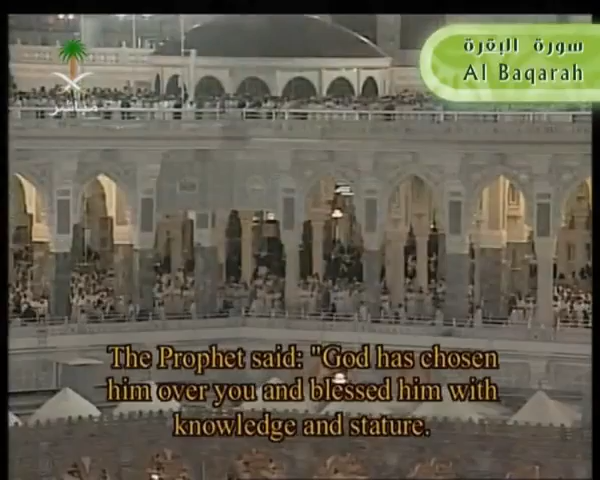 سورة البقرة
Al Baqarah
مباشر
The Prophet said: "God has chosen
him over you and blessed him with
knowledge and stature.